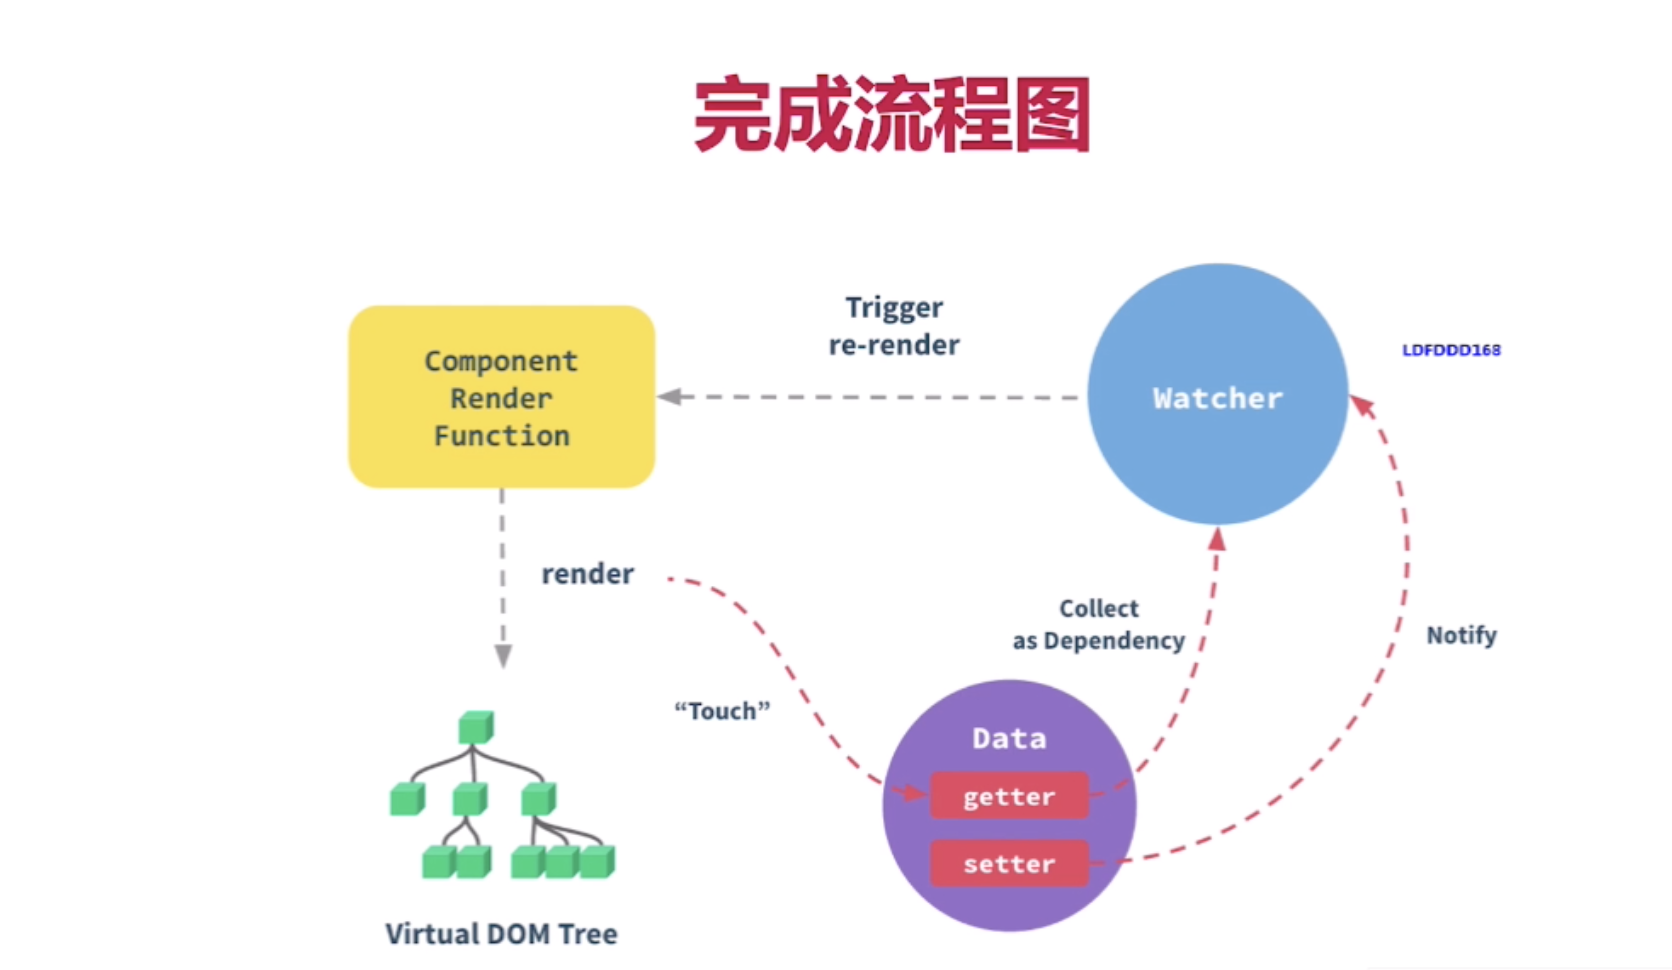 完成流程图
Trigger
re-render
Component
Render
Function
Watcher
LDFDDD168
render
Collect
as Dependency
Notify
“Touch”
Data
getter
setter
Virtual DOM Tree